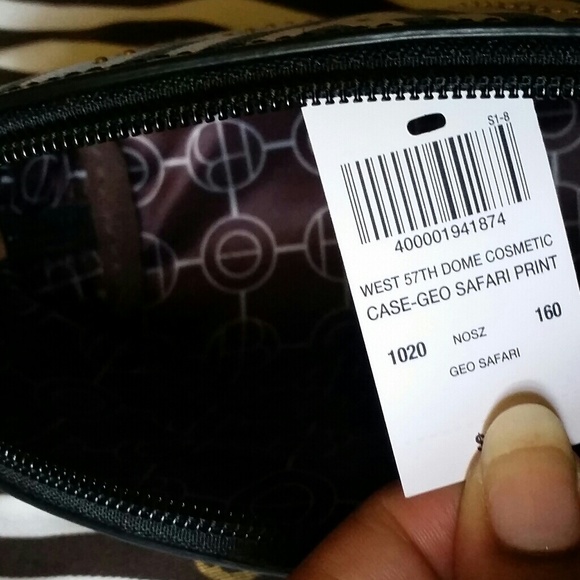 S1-8
400001941874
WEST 57TH DOME COSMETIC
CASE-GEO SAFARI PRINT
1020 NOSZ 160
GEO SAFARI
$